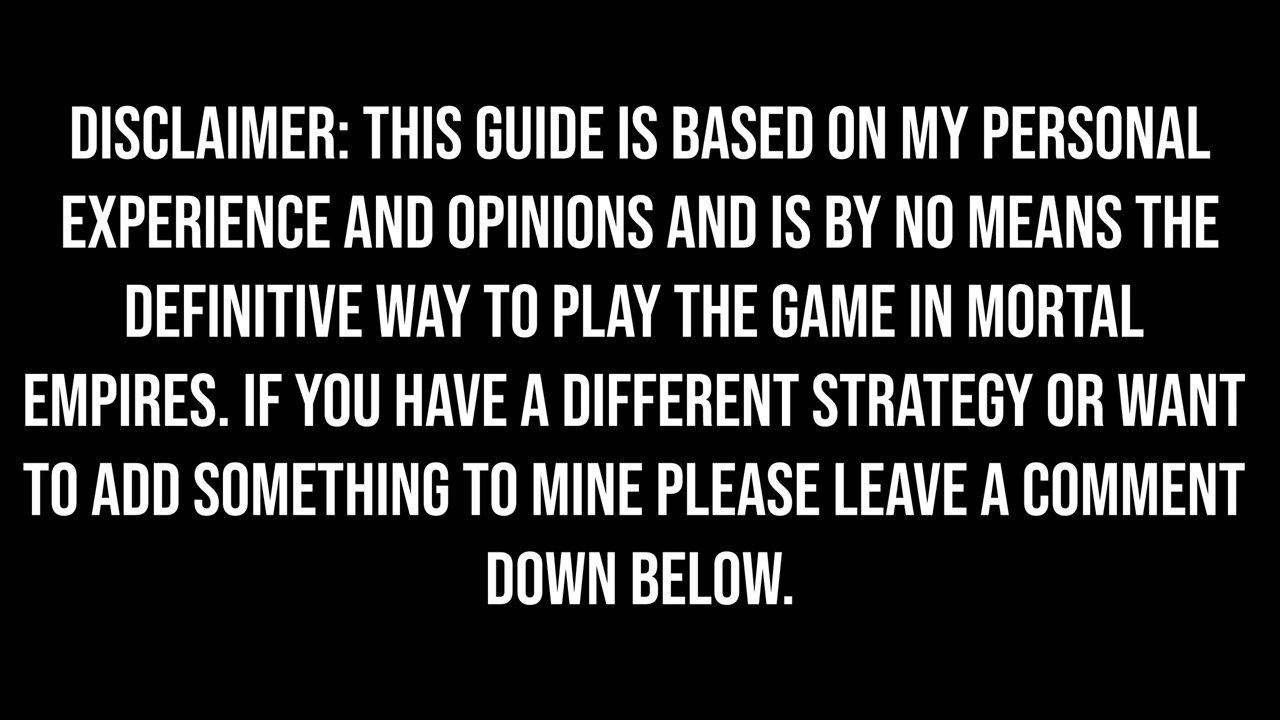 DISCLAIMER: THIS GUIDE IS BASED ON MY PERSONAL
EXPERIENCE AND OPINIONS AND IS BY NO MEANS THE
DEFINITIVE WAY TO PLAY THE GAME IN MORTAL
EMPIRES. IF YOU HAVE A DIFFERENT STRATEGY OR WANT
TO ADD SOMETHING TO MINE PLEASE LEAVE A COMMENT
DOWN BELOW.